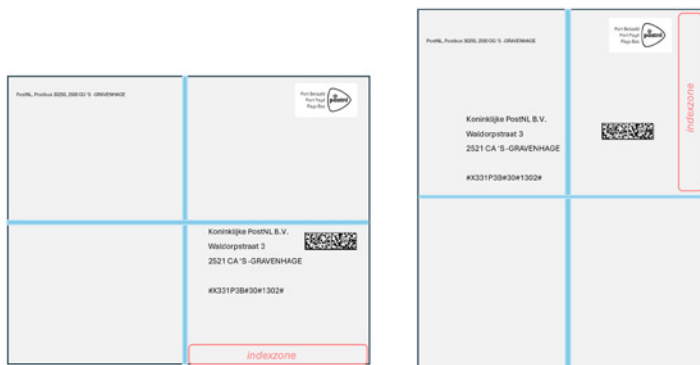 PostNL, Postbus 30250, 2500 GG 'S -GRAVENHAGE
Port Betaald
Port Payé
Pays-Bas
postnl
Koninklijke PostNL B.V.
Waldorpstraat 3
2521 CA 'S -GRAVENHAGE
#X331P3B#30#1302#
indexzone
PostNL, Postbus 30250, 2500 GG 'S -GRAVENHAGE
Port Betaald
Port Payé
Pays-Bas
postnl
indexzone
Koninklijke PostNL B.V.
Waldorpstraat 3
2521 CA 'S -GRAVENHAGE
#X331P3B#30#1302#